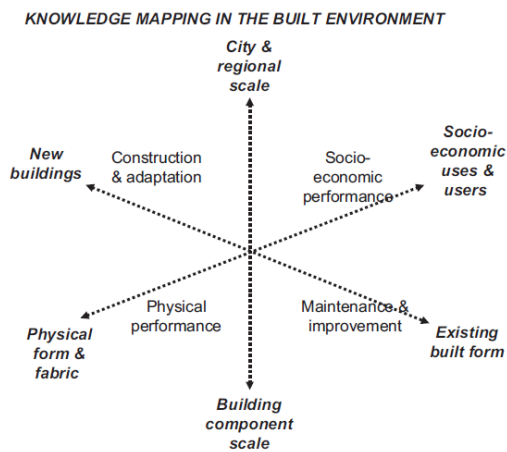 KNOWLEDGE MAPPING IN THE BUILT ENVIRONMENT
City &
regional
scale
New
buildings
Construction
& adaptation
Socio-
economic
performance
Socio-
economic
uses &
users
Physical
form &
fabric
Physical
performance
Maintenance &
improvement
Existing
built form
Building
component
scale